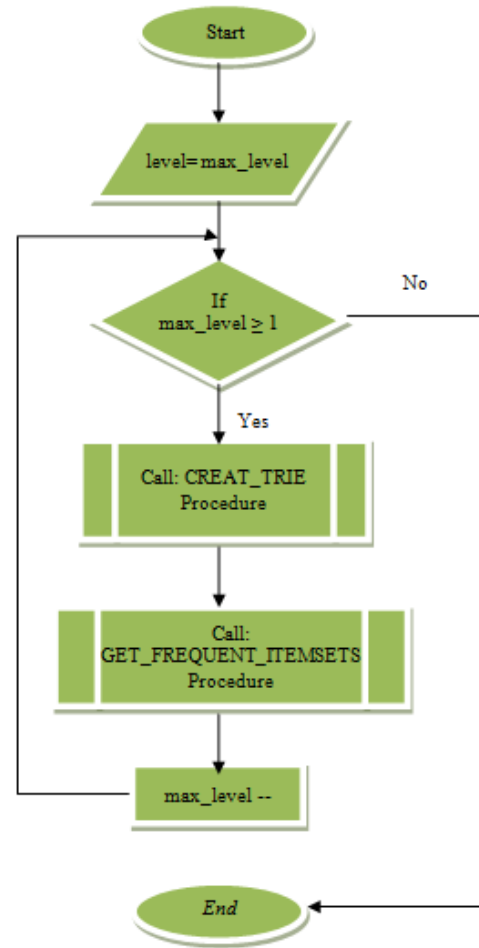 Start
level=max_level
If
max_level ≥ 1
No
Yes
Call: CREAT_TRIE
Procedure
Call:
GET_FREQUENT_ITEMSETS
Procedure
max_level --
End